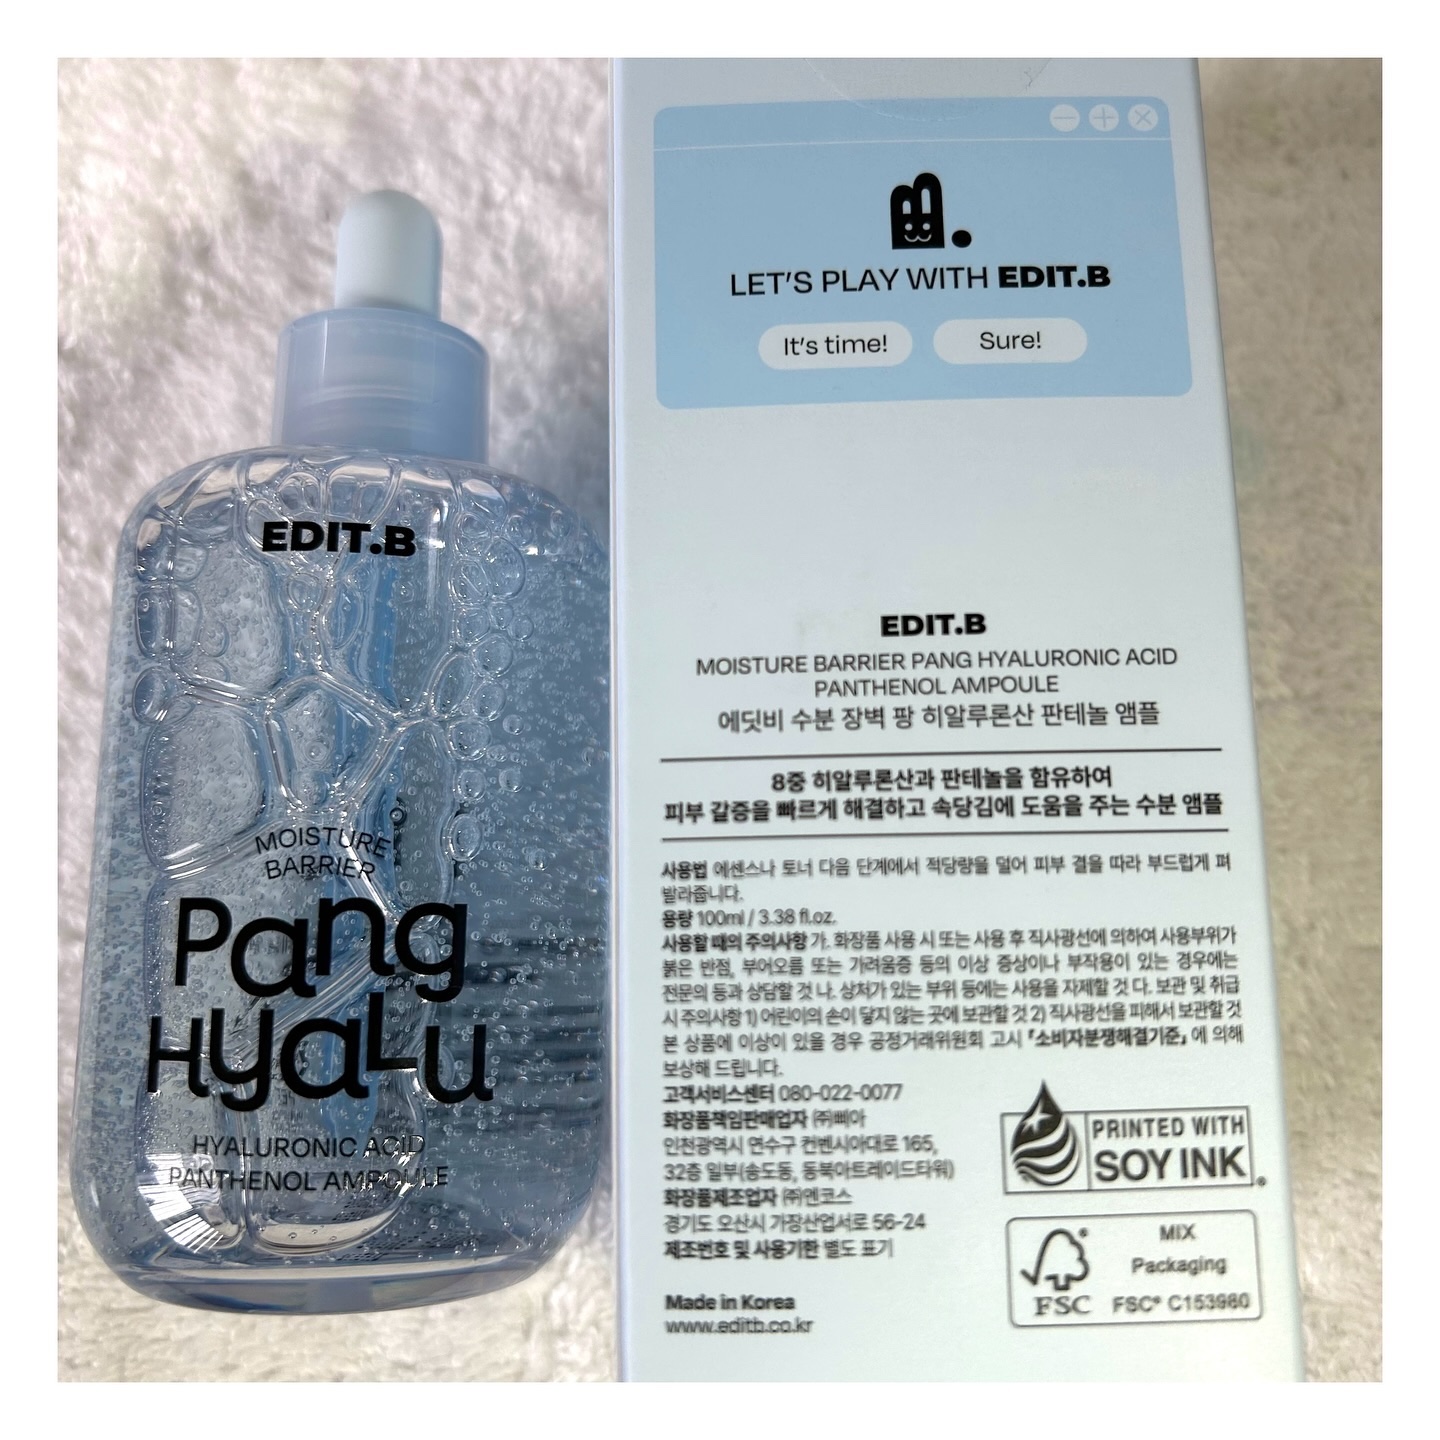 EDIT.B
MOISTURE
BARRIER
Pang
HyaLu
HYALURONIC ACID
PANTHENOL AMPOULE
B.
LET'S PLAY WITH EDIT.B
It's time!
Sure!
EDIT.B
MOISTURE BARRIER PANG HYALURONIC ACID
PANTHENOL AMPOULE
에딧비 수분 장벽 팡 히알루론산 판테놀 앰플
8중 히알루론산과 판테놀을 함유하여
피부 갈증을 빠르게 해결하고 속당김에 도움을 주는 수분 앰플
사용법 에센스나 토너 다음 단계에서 적당량을 덜어 피부 결을 따라 부드럽게 펴
발라줍니다.
용량 100ml / 3.38 fl.oz.
사용할 때의 주의사항 가. 화장품 사용 시 또는 사용 후 직사광선에 의하여 사용부위가
붉은 반점, 부어오름 또는 가려움증 등의 이상 증상이나 부작용이 있는 경우에는
전문의 등과 상담할 것 나. 상처가 있는 부위 등에는 사용을 자제할 것 다. 보관 및 취급
시 주의사항 1) 어린이의 손이 닿지 않는 곳에 보관할 것 2) 직사광선을 피해서 보관할 것
본 상품에 이상이 있을 경우 공정거래위원회 고시 「소비자분쟁해결기준」에 의해
보상해 드립니다.
고객서비스센터 080-022-0077
화장품책임판매업자 ㈜삐아
인천광역시 연수구 컨벤시아대로 165,
32층 일부(송도동, 동북아트레이드타워)
화장품제조업자 ㈜엔코스
경기도 오산시 가장산업서로 56-24
제조번호 및 사용기한 별도 표기
Made in Korea
www.editb.co.kr
PRINTED WITH
SOY INK
®
MIX
Packaging
FSC® C153980
FSC